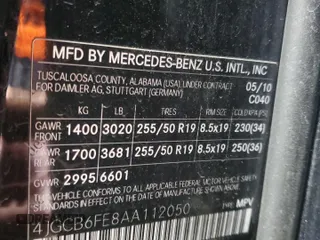 MFD BY MERCEDES-BENZ U.S. INTL., INC
TUSCALOOSA COUNTY, ALABAMA (USA) UNDER CONTRACT 05/10
FOR DAIMLER AG, STUTTGART (GERMANY) C040
KG LB TIRES RIM SIZE COLD KPA (PSI)
GAWR FRONT 1400 3020 255/50 R19 8.5x19 230(34)
GAWR REAR 1700 3681 255/50 R19 8.5x19 250(36)
GVWR 2995 6601
4JGCB6FE8AA112050
TYPE: MPV